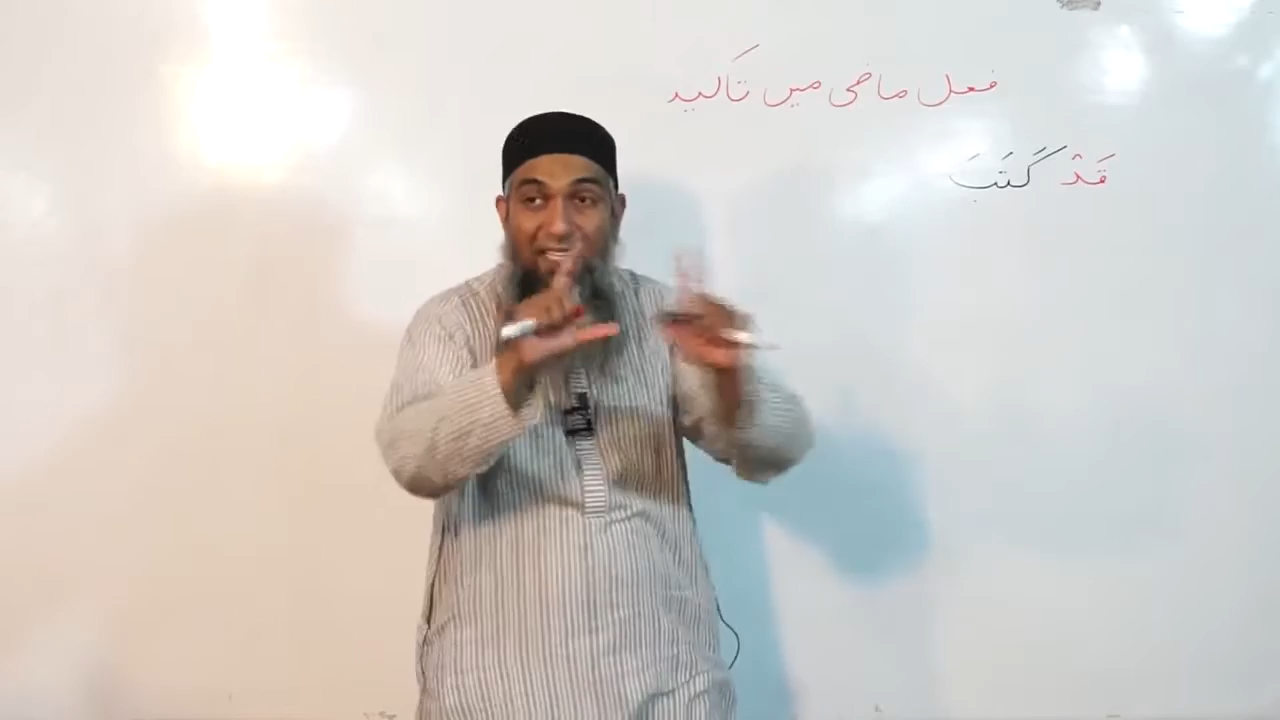 فعل ماضی میں تاکید
قَدْ كَتَبَ